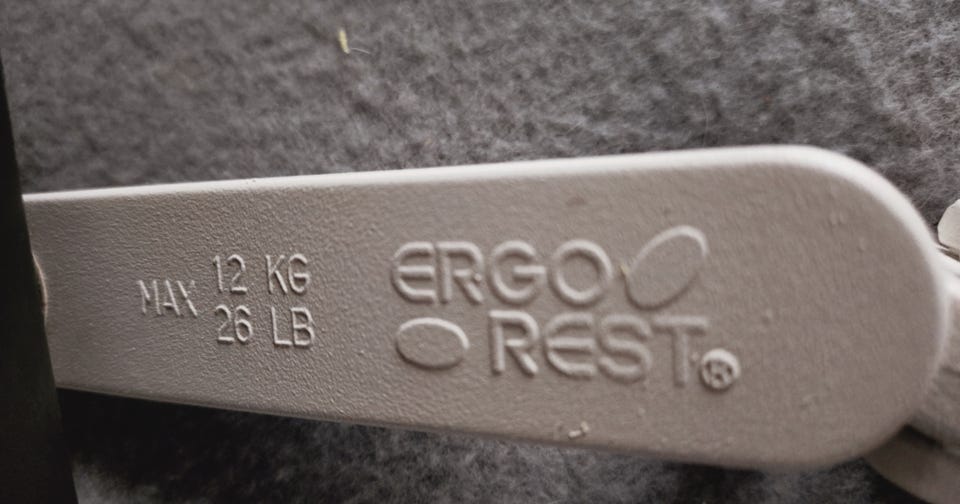 MAX 12 KG
26 LB
ERGO
REST®